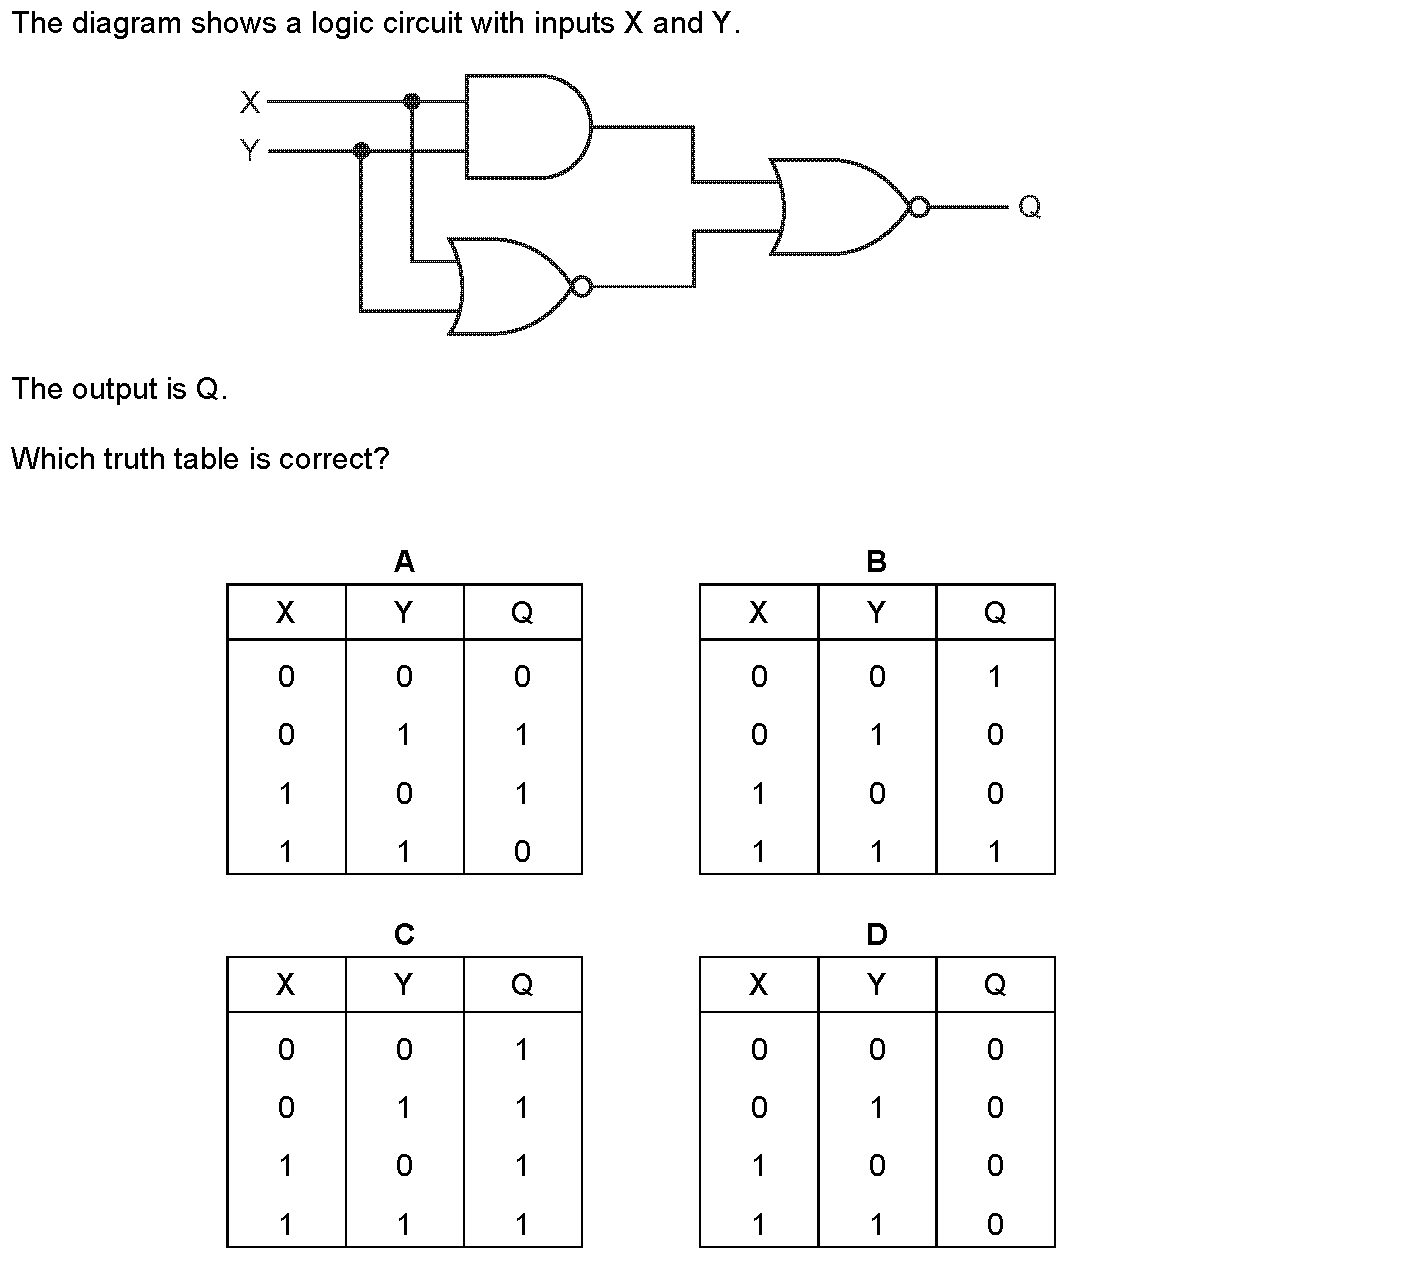 The diagram shows a logic circuit with inputs X and Y.
X
Y
Q
The output is Q.
Which truth table is correct?
A
X Y Q
0 0 0
0 1 1
1 0 1
1 1 0
B
X Y Q
0 0 1
0 1 0
1 0 0
1 1 1
C
X Y Q
0 0 1
0 1 1
1 0 1
1 1 1
D
X Y Q
0 0 0
0 1 0
1 0 0
1 1 0